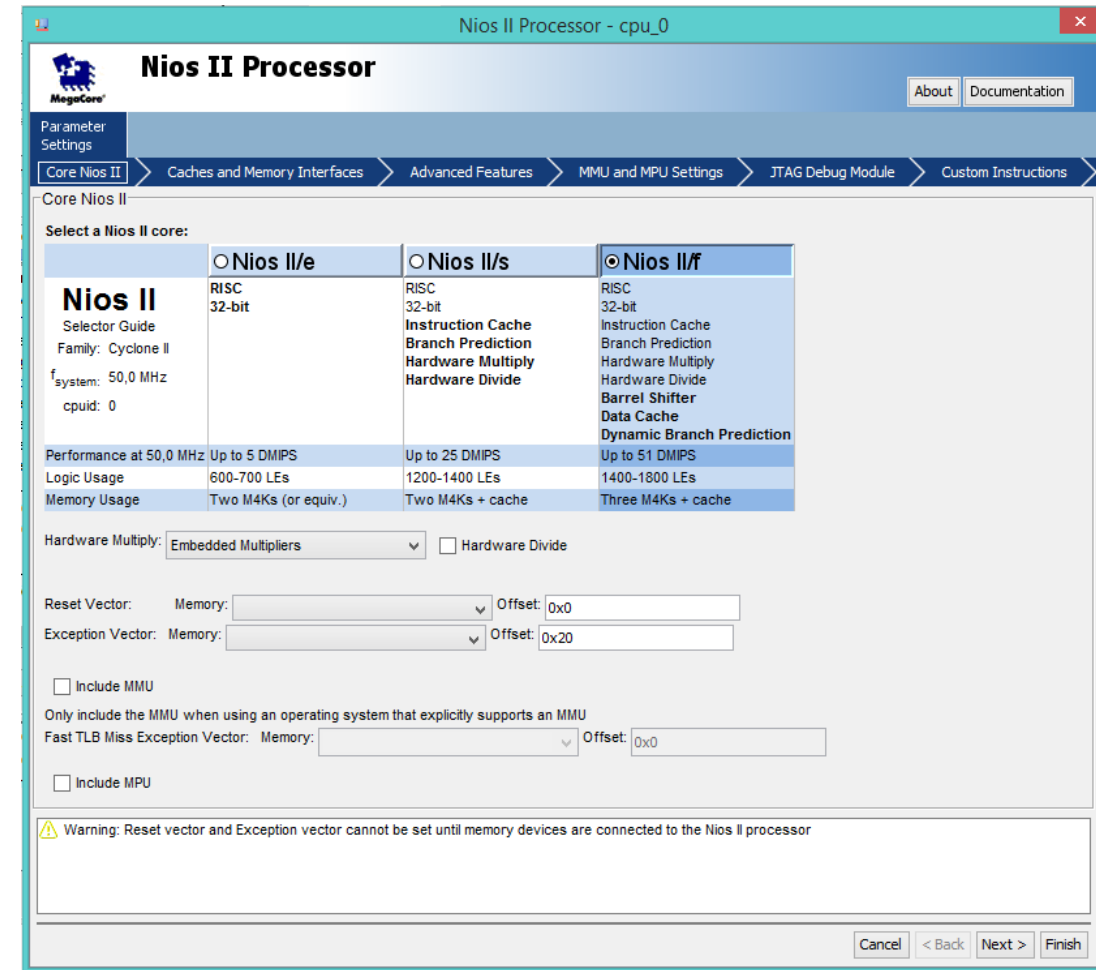 Nios II Processor - cpu_0
Nios II Processor
MegaCore®
About Documentation
Parameter Settings
Core Nios II Caches and Memory Interfaces Advanced Features MMU and MPU Settings JTAG Debug Module Custom Instructions
Core Nios II
Select a Nios II core:
Nios II/e Nios II/s Nios II/f
Nios II
Selector Guide
Family: Cyclone II
fsystem: 50,0 MHz
cpuid: 0
RISC
32-bit
RISC
32-bit
Instruction Cache
Branch Prediction
Hardware Multiply
Hardware Divide
RISC
32-bit
Instruction Cache
Branch Prediction
Hardware Multiply
Hardware Divide
Barrel Shifter
Data Cache
Dynamic Branch Prediction
Performance at 50,0 MHz Up to 5 DMIPS Up to 25 DMIPS Up to 51 DMIPS
Logic Usage 600-700 LEs 1200-1400 LEs 1400-1800 LEs
Memory Usage Two M4Ks (or equiv.) Two M4Ks + cache Three M4Ks + cache
Hardware Multiply: Embedded Multipliers Hardware Divide
Reset Vector: Memory: Offset: 0x0
Exception Vector: Memory: Offset: 0x20
Include MMU
Only include the MMU when using an operating system that explicitly supports an MMU
Fast TLB Miss Exception Vector: Memory: Offset: 0x0
Include MPU
Warning: Reset vector and Exception vector cannot be set until memory devices are connected to the Nios II processor
Cancel < Back Next > Finish